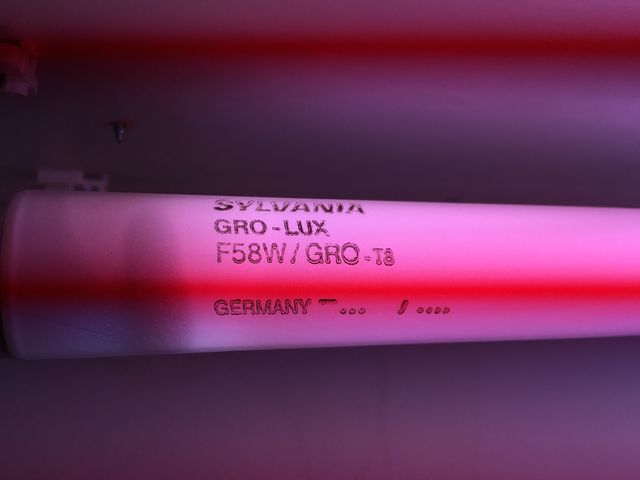 SYLVANIA
GRO-LUX
F58W/GRO-T8
GERMANY